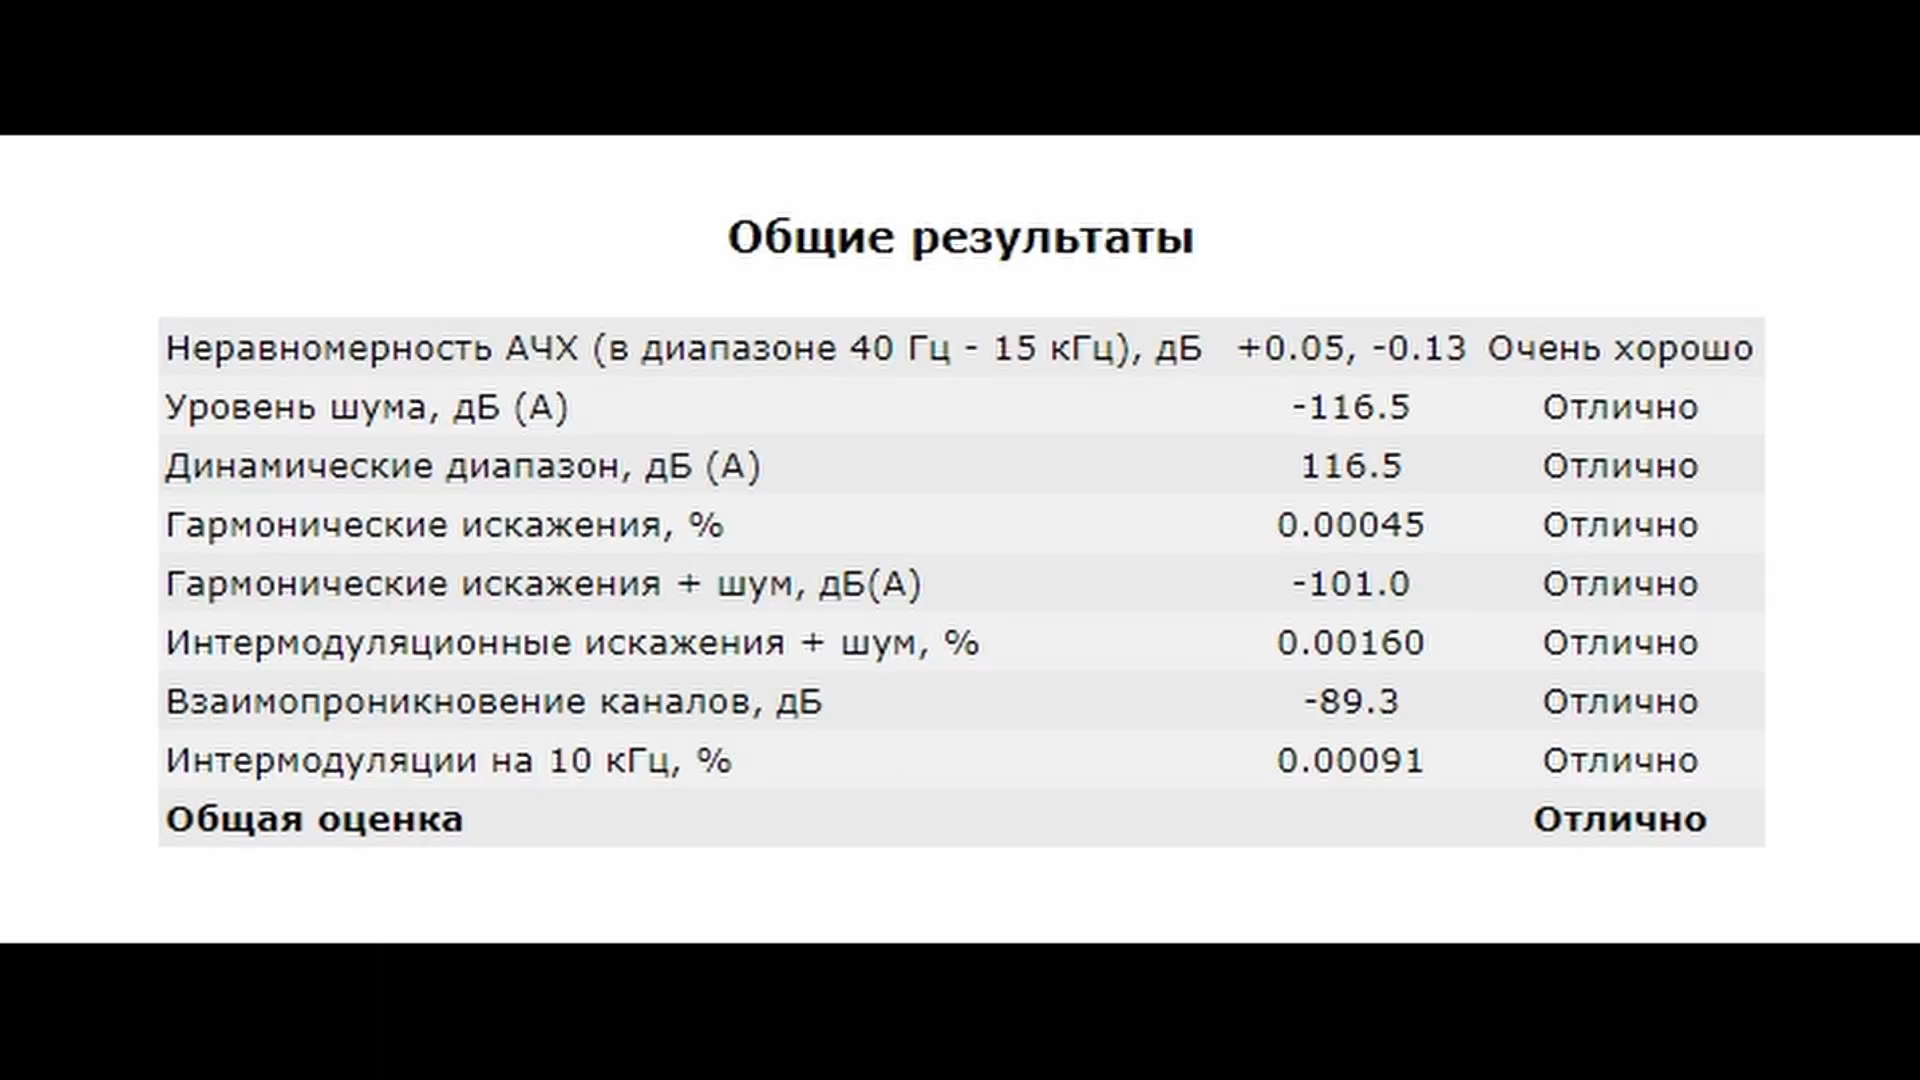 Общие результаты
Неравномерность АЧХ (в диапазоне 40 Гц - 15 кГц), дБ +0.05, -0.13 Очень хорошо
Уровень шума, дБ (А) -116.5 Отлично
Динамический диапазон, дБ (А) 116.5 Отлично
Гармонические искажения, % 0.00045 Отлично
Гармонические искажения + шум, дБ(А) -101.0 Отлично
Интермодуляционные искажения + шум, % 0.00160 Отлично
Взаимопроникновение каналов, дБ -89.3 Отлично
Интермодуляции на 10 кГц, % 0.00091 Отлично
Общая оценка Отлично